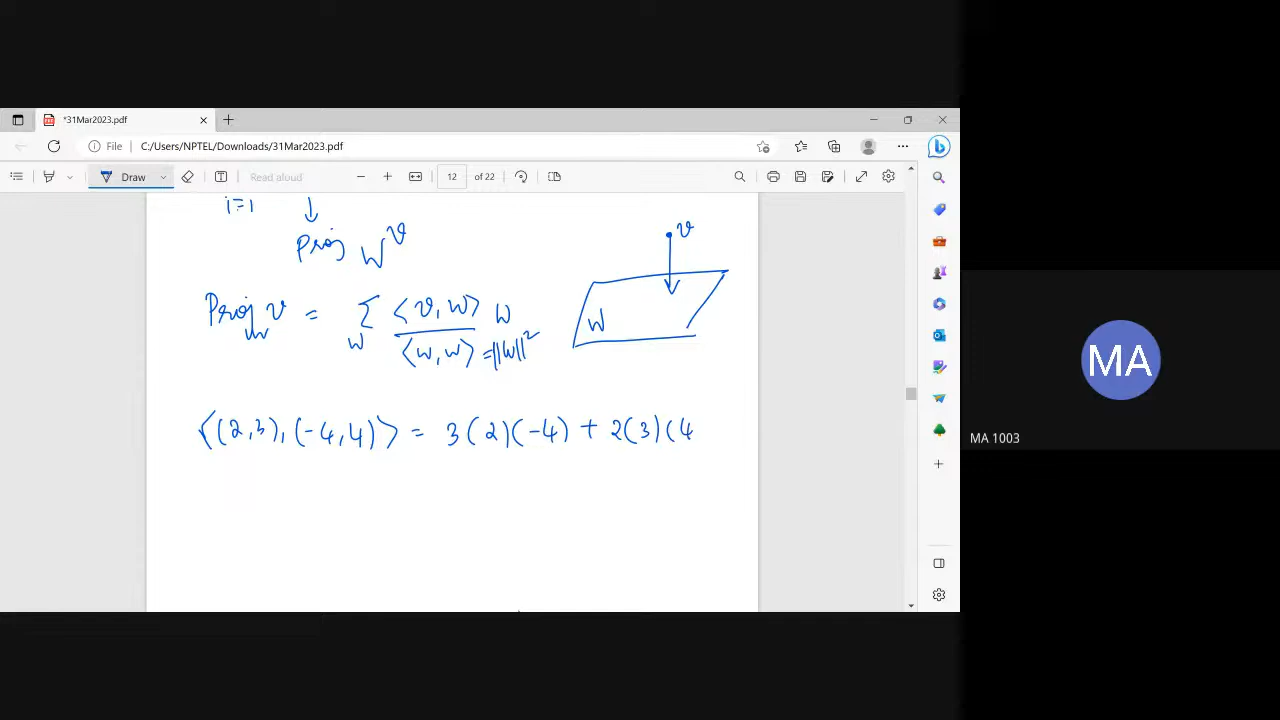 *31Mar2023.pdf
File C:/Users/NPTEL/Downloads/31Mar2023.pdf
Draw Read aloud 12 of 22
i=1
Proj W v
v
Proj_W v = Σ_W <v, w> / <w, w> = ||w||² w
W
<(2,3), (-4,4)> = 3(2)(-4) + 2(3)(4
MA
MA 1003